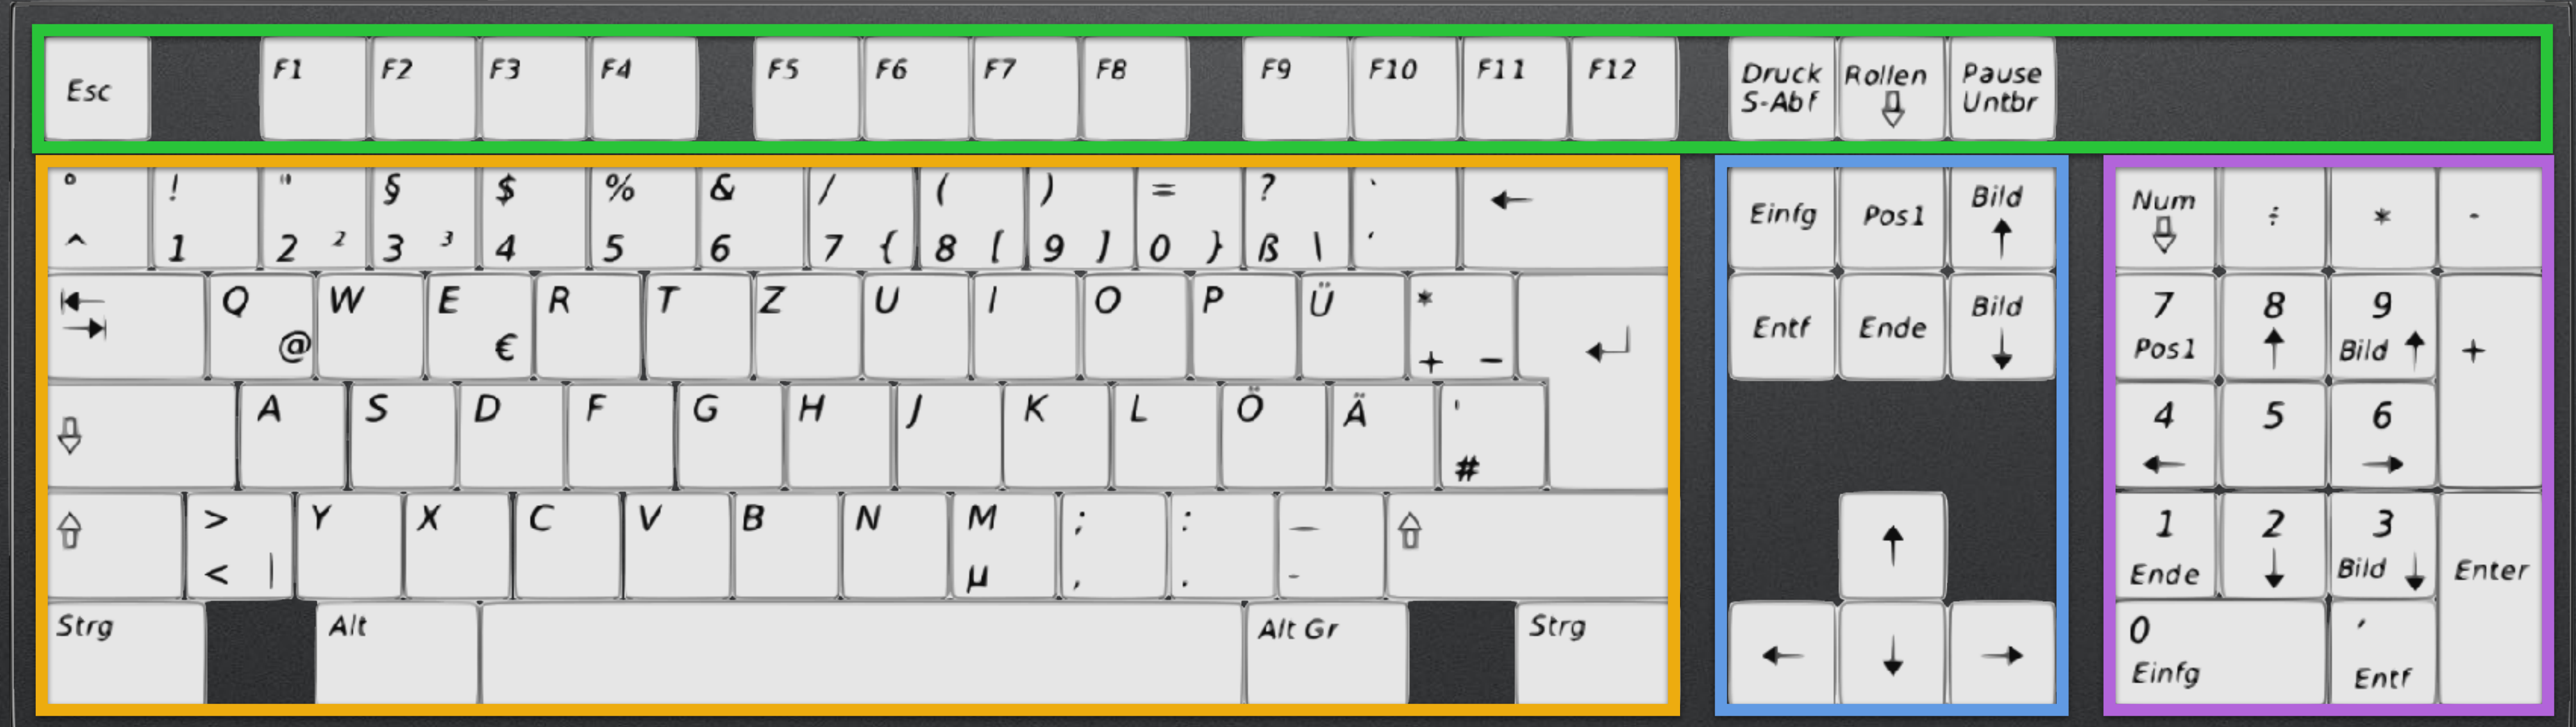 Esc F1 F2 F3 F4 F5 F6 F7 F8 F9 F10 F11 F12 Druck S-Abf Rollen ⇩ Pause Untbr
° ! " § $ % & / ( ) = ? ` ←
^ 1 2 ² 3 ³ 4 5 6 7 { 8 [ 9 ] 0 } ß \ ´
⇤ Q W E R T Z U I O P Ü *
⇥ @ € + – ↵
⇩ A S D F G H J K L Ö Ä '
#
⇧ > Y X C V B N M ; : _ ⇧
< | µ , . -
Strg Alt Alt Gr Strg
Einfg Pos1 Bild ↑
Entf Ende Bild ↓
↑
← ↓ →
Num ⇩ ÷ * -
7 8 9
Pos1 ↑ Bild ↑ +
4 5 6
← →
1 2 3
Ende ↓ Bild ↓ Enter
0 ,
Einfg Entf